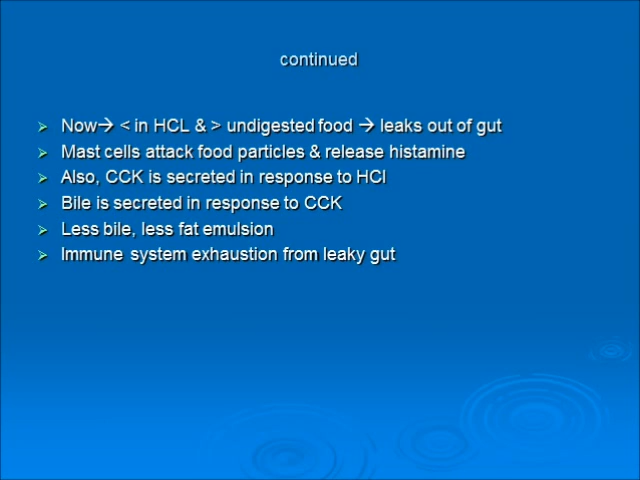 continued
Now→ < in HCL & > undigested food → leaks out of gut
Mast cells attack food particles & release histamine
Also, CCK is secreted in response to HCl
Bile is secreted in response to CCK
Less bile, less fat emulsion
Immune system exhaustion from leaky gut